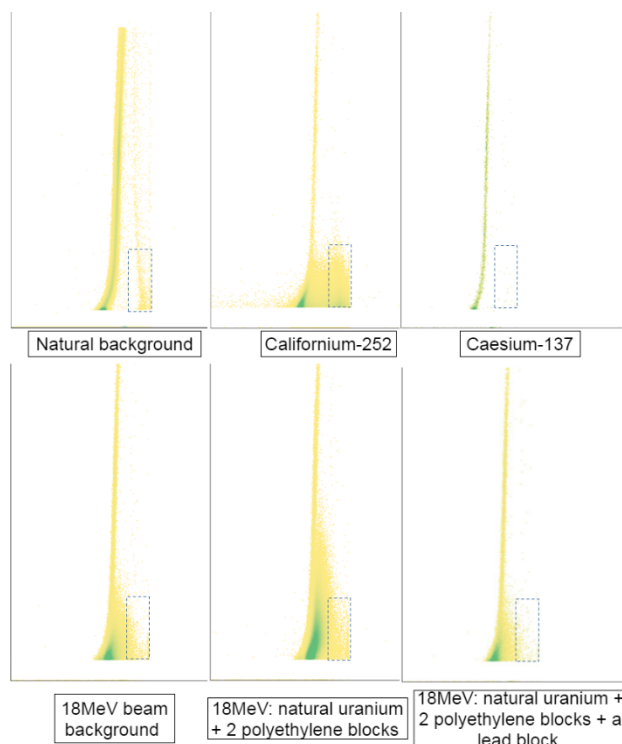 Natural background
Californium-252
Caesium-137
18MeV beam
background
18MeV: natural uranium
+ 2 polyethylene blocks
18MeV: natural uranium +
2 polyethylene blocks + a
lead block